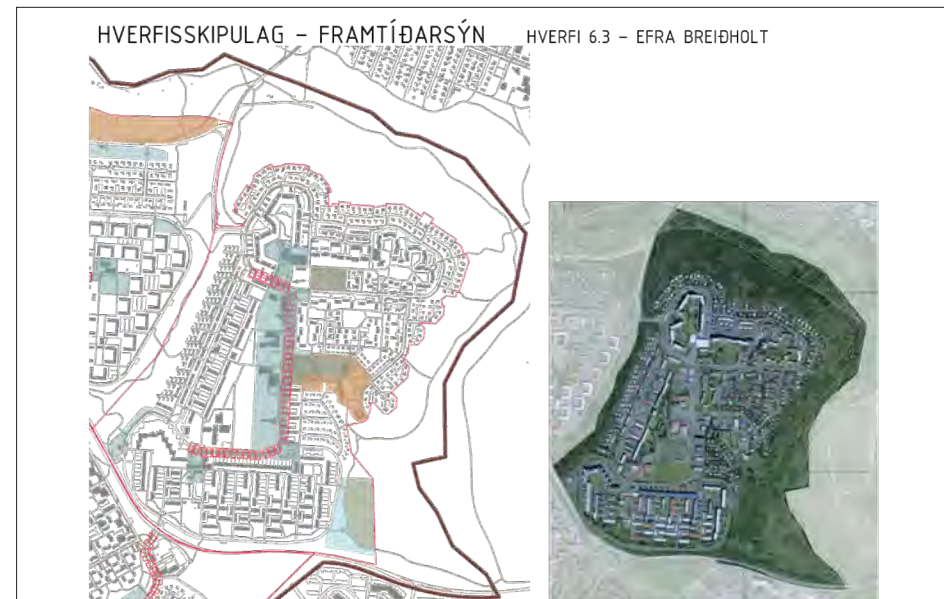 HVERFISSKIPULAG – FRAMTÍÐARSÝN
HVERFI 6.3 – EFRA BREIÐHOLT